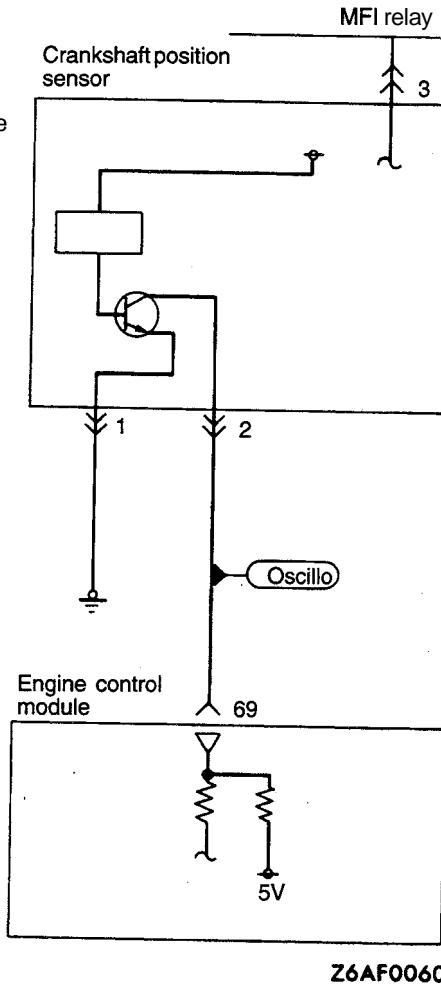 MFI relay
Crankshaft position
sensor
3
e
1
2
Oscillo
Engine control
module
69
5V
Z6AF0060